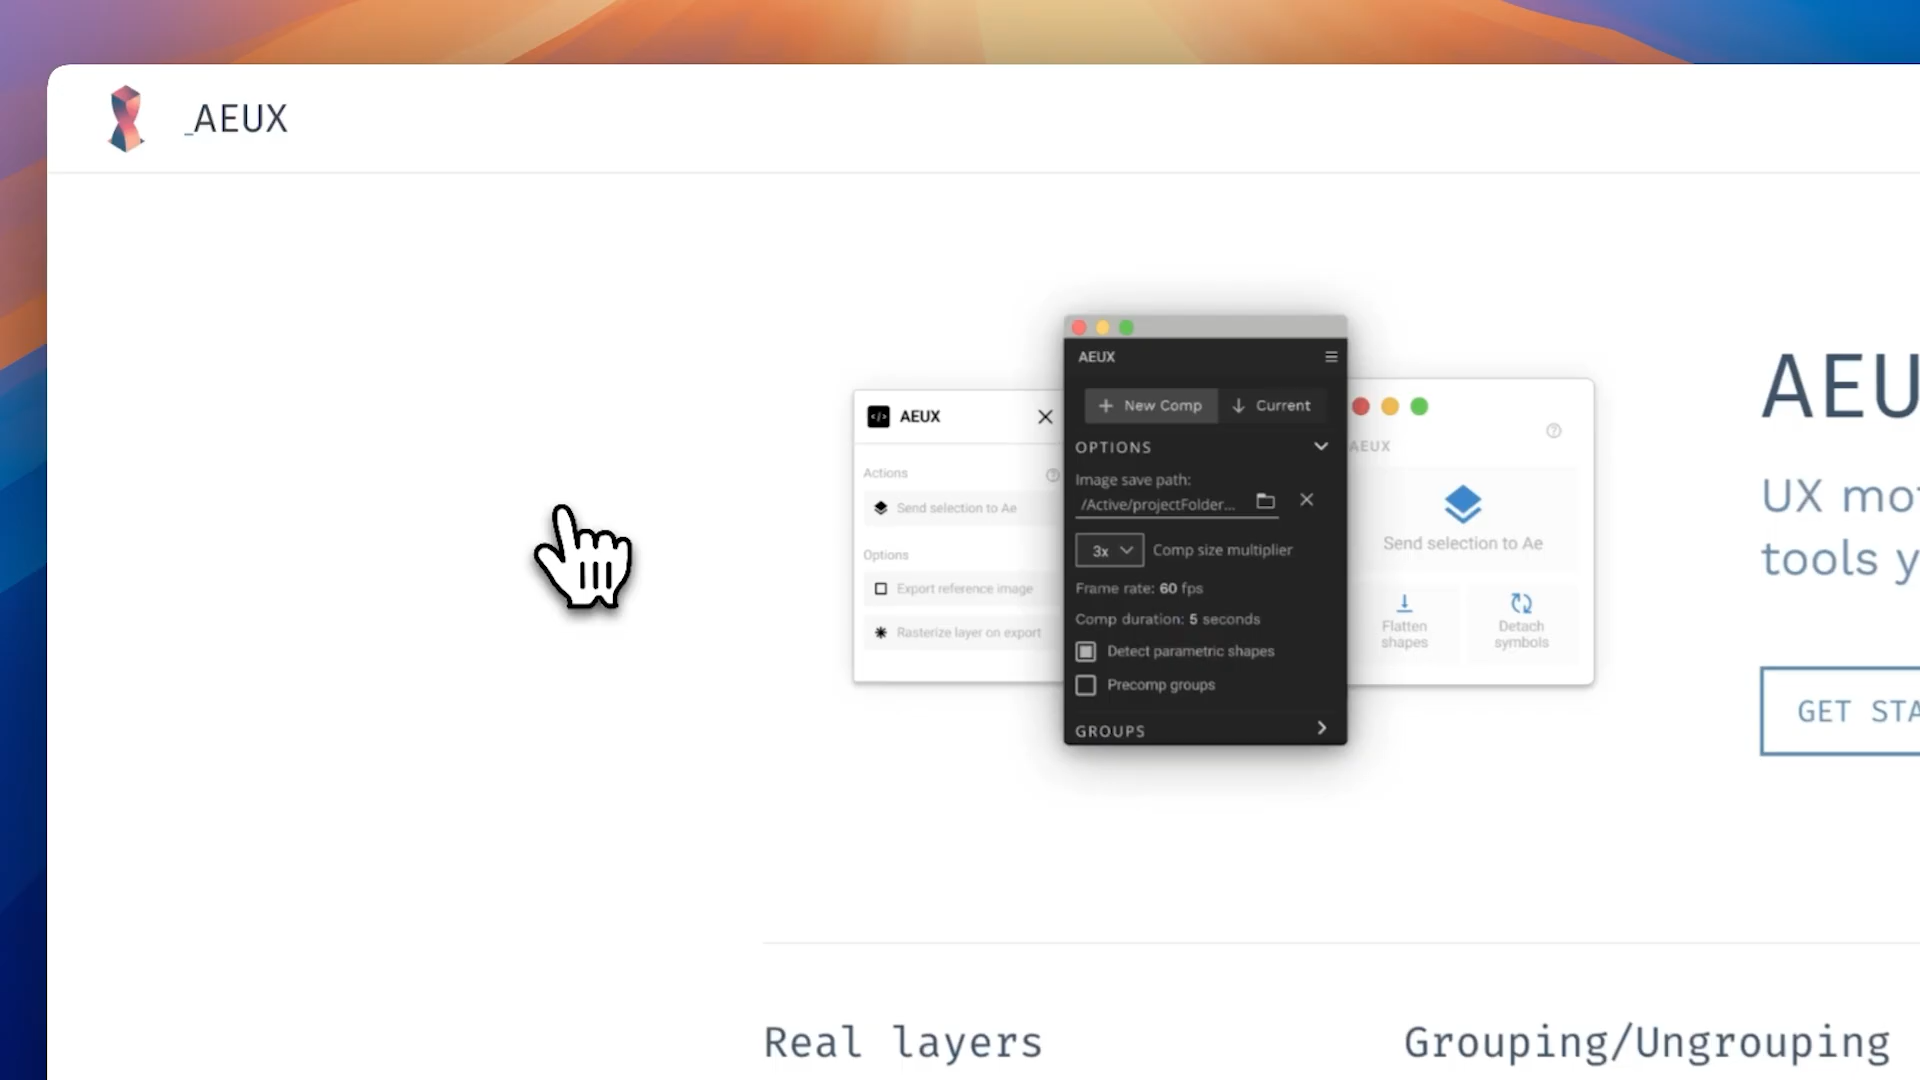 _AEUX
AEUX
Actions
Send selection to Ae
Options
Export reference image
Rasterize layer on export
AEUX
New Comp
Current
OPTIONS
Image save path:
/Active/projectFolder...
3x
Comp size multiplier
Frame rate: 60 fps
Comp duration: 5 seconds
Detect parametric shapes
Precomp groups
GROUPS
AEUX
Send selection to Ae
Flatten
shapes
Detach
symbols
AEU
UX mo
tools y
GET STA
Real layers
Grouping/Ungrouping